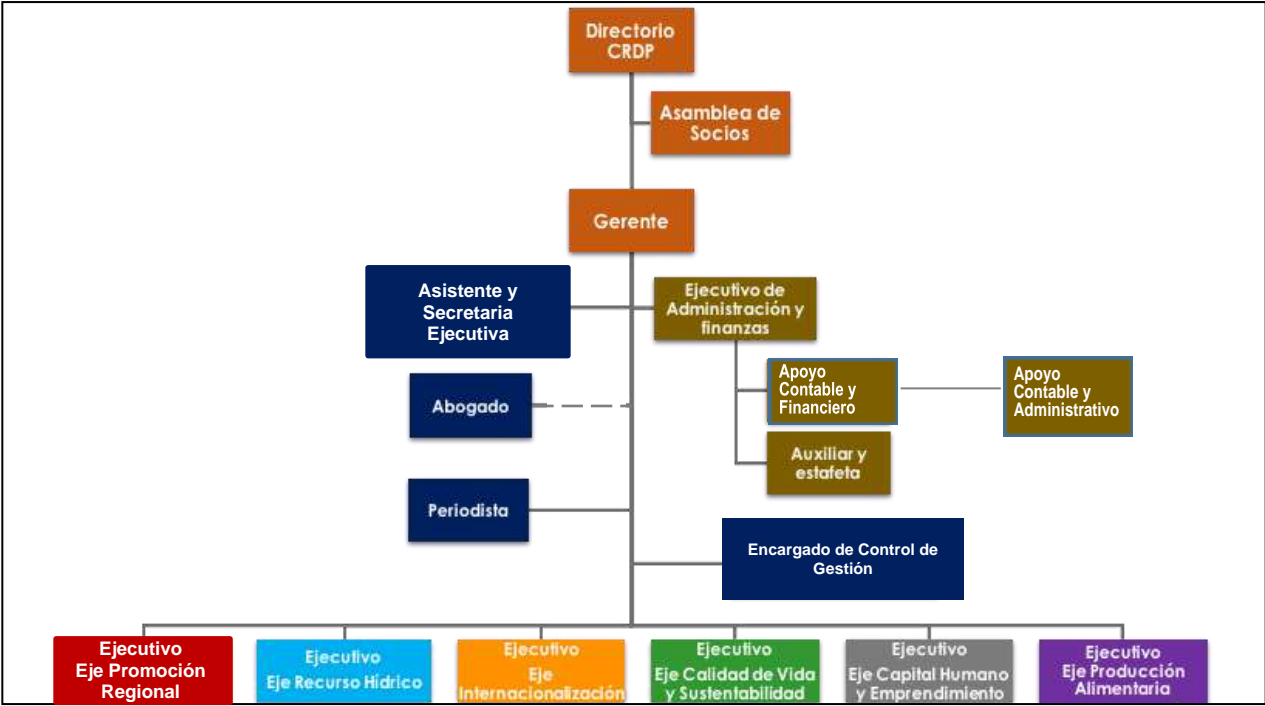 Directorio
CRDP
Asamblea de
Socios
Gerente
Asistente y
Secretaria
Ejecutiva
Ejecutivo de
Administración y
finanzas
Apoyo
Contable y
Financiero
Apoyo
Contable y
Administrativo
Abogado
Auxiliar y
estafeta
Periodista
Encargado de Control de
Gestión
Ejecutivo
Eje Promoción
Regional
Ejecutivo
Eje Recurso Hídrico
Ejecutivo
Eje
Internacionalización
Ejecutivo
Eje Calidad de Vida
y Sustentabilidad
Ejecutivo
Eje Capital Humano
y Emprendimiento
Ejecutivo
Eje Producción
Alimentaria